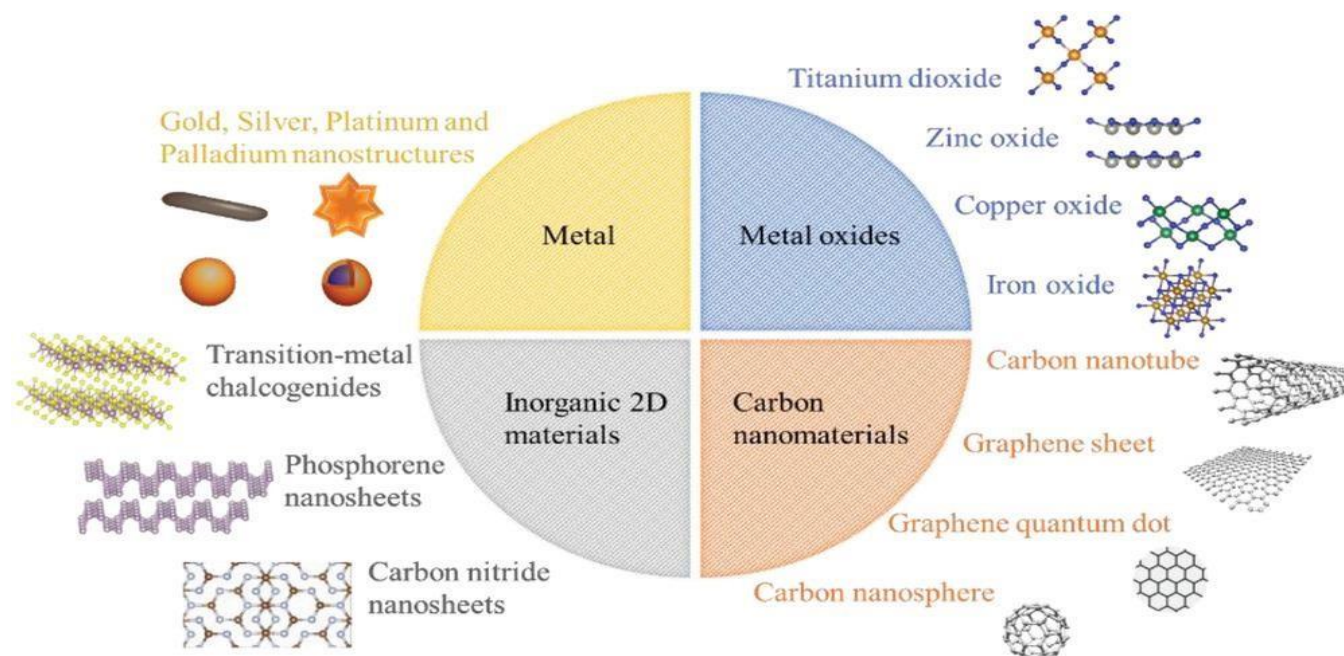 Gold, Silver, Platinum and
Palladium nanostructures
Metal
Metal oxides
Titanium dioxide
Zinc oxide
Copper oxide
Iron oxide
Transition-metal
chalcogenides
Phosphorene
nanosheets
Carbon nitride
nanosheets
Inorganic 2D
materials
Carbon
nanomaterials
Carbon nanotube
Graphene sheet
Graphene quantum dot
Carbon nanosphere